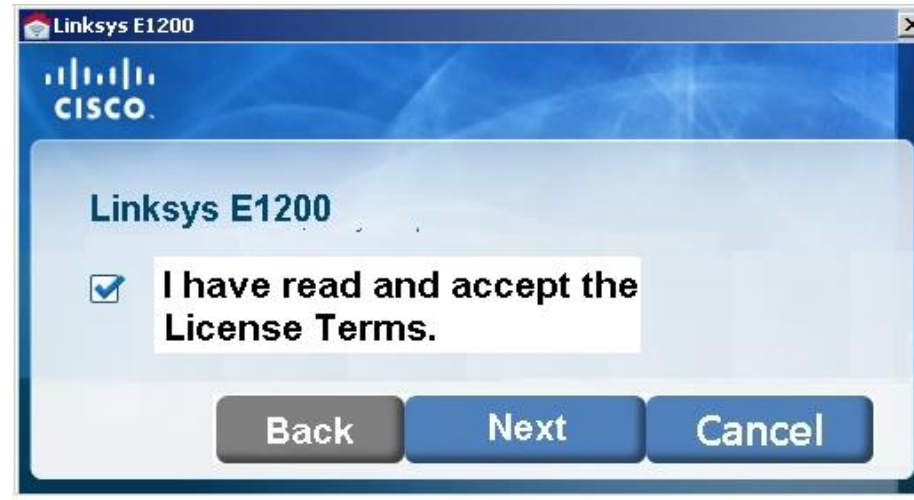 Linksys E1200
CISCO.
Linksys E1200
I have read and accept the
License Terms.
Back Next Cancel